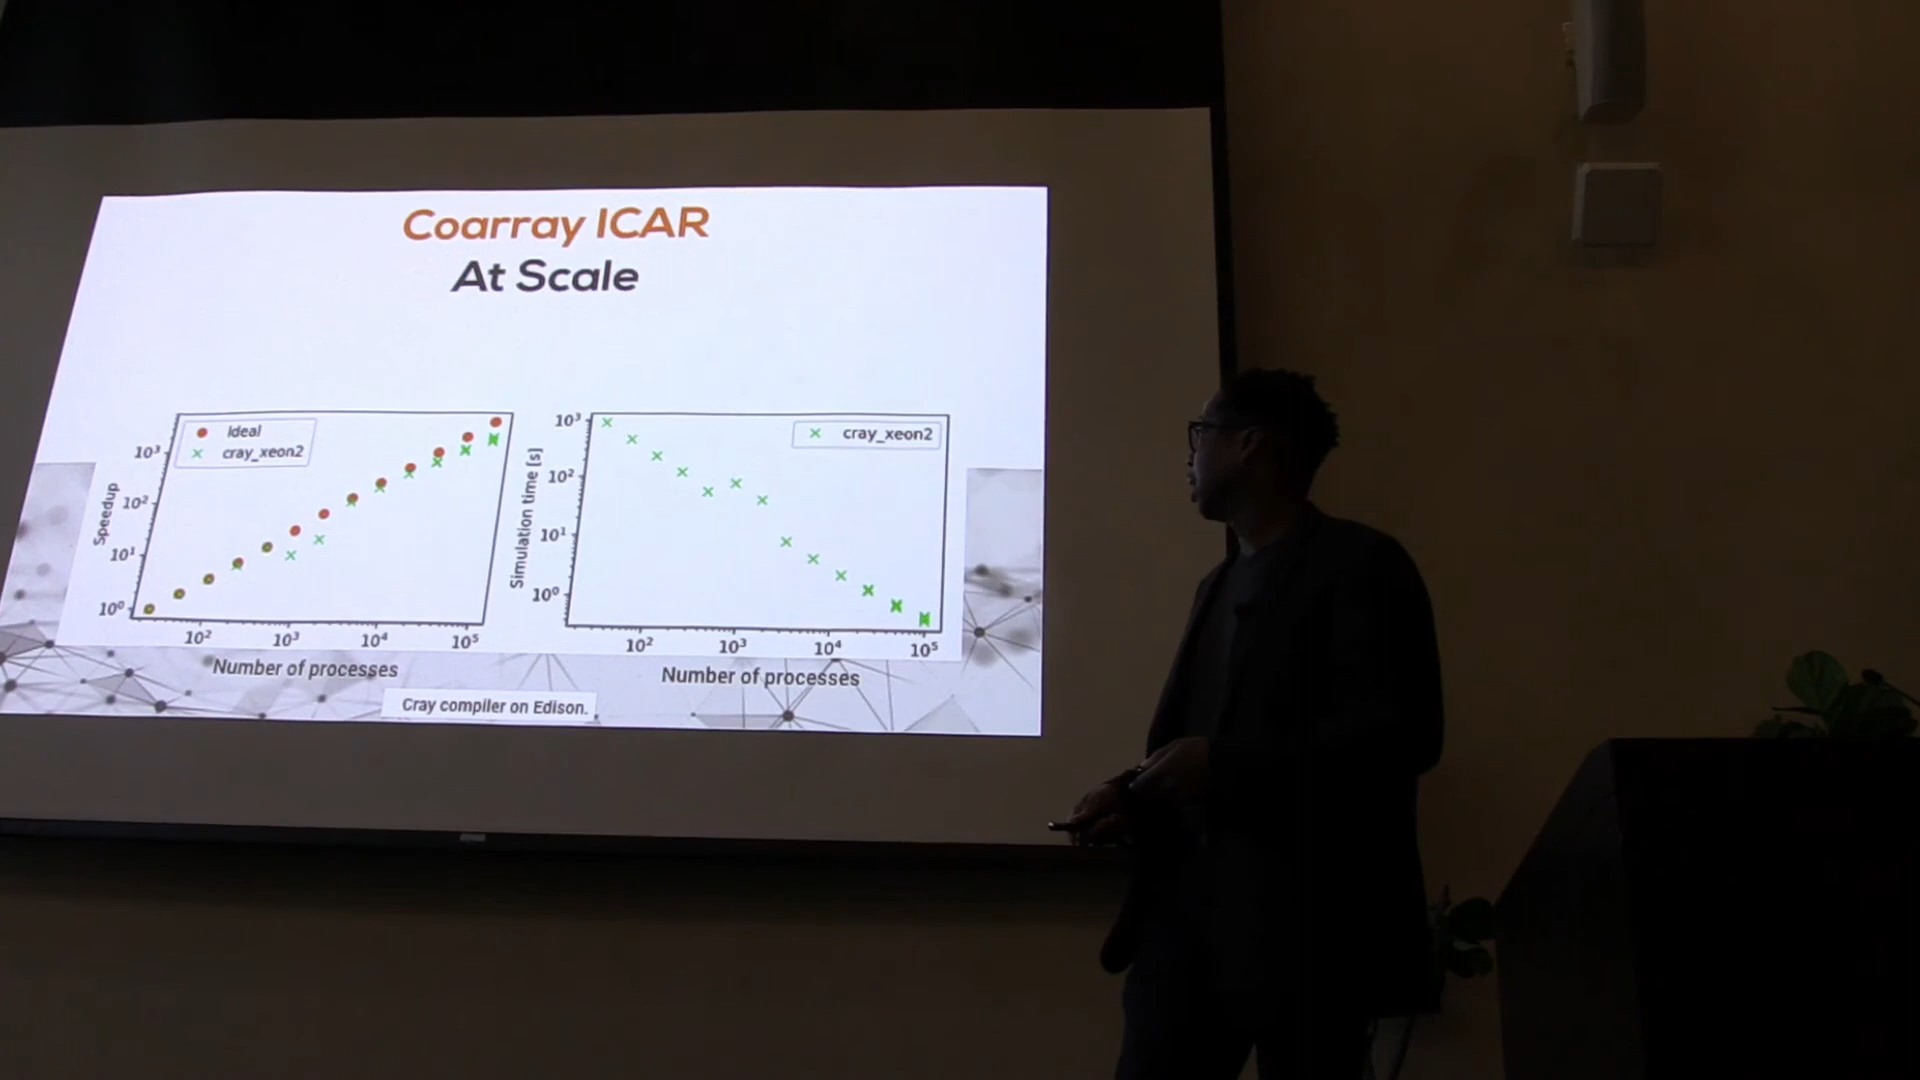 Coarray ICAR
At Scale
Ideal
cray_xeon2
10³
10²
10¹
10⁰
Speedup
10² 10³ 10⁴ 10⁵
Number of processes
cray_xeon2
10³
10²
10¹
10⁰
Simulation time [s]
10² 10³ 10⁴ 10⁵
Number of processes
Cray compiler on Edison.